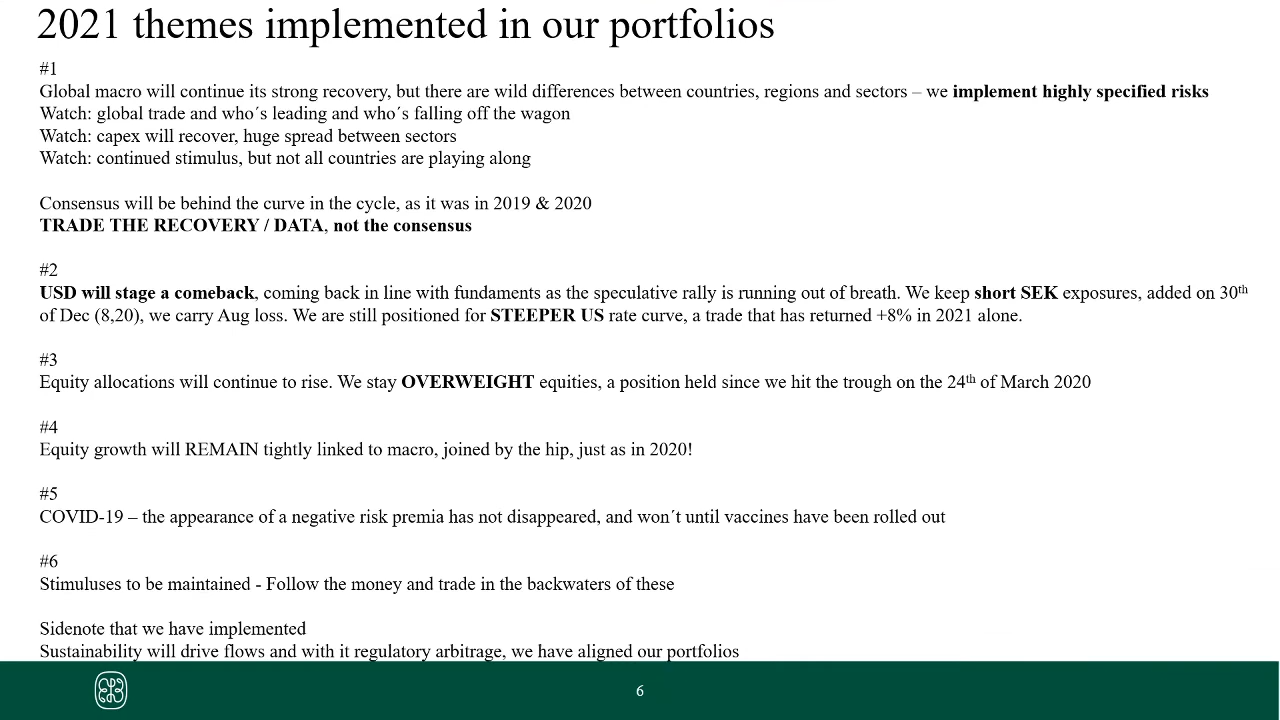 2021 themes implemented in our portfolios
#1
Global macro will continue its strong recovery, but there are wild differences between countries, regions and sectors – we implement highly specified risks
Watch: global trade and who´s leading and who´s falling off the wagon
Watch: capex will recover, huge spread between sectors
Watch: continued stimulus, but not all countries are playing along
Consensus will be behind the curve in the cycle, as it was in 2019 & 2020
TRADE THE RECOVERY / DATA, not the consensus
#2
USD will stage a comeback, coming back in line with fundaments as the speculative rally is running out of breath. We keep short SEK exposures, added on 30th
of Dec (8,20), we carry Aug loss. We are still positioned for STEEPER US rate curve, a trade that has returned +8% in 2021 alone.
#3
Equity allocations will continue to rise. We stay OVERWEIGHT equities, a position held since we hit the trough on the 24th of March 2020
#4
Equity growth will REMAIN tightly linked to macro, joined by the hip, just as in 2020!
#5
COVID-19 – the appearance of a negative risk premia has not disappeared, and won´t until vaccines have been rolled out
#6
Stimuluses to be maintained - Follow the money and trade in the backwaters of these
Sidenote that we have implemented
Sustainability will drive flows and with it regulatory arbitrage, we have aligned our portfolios
6